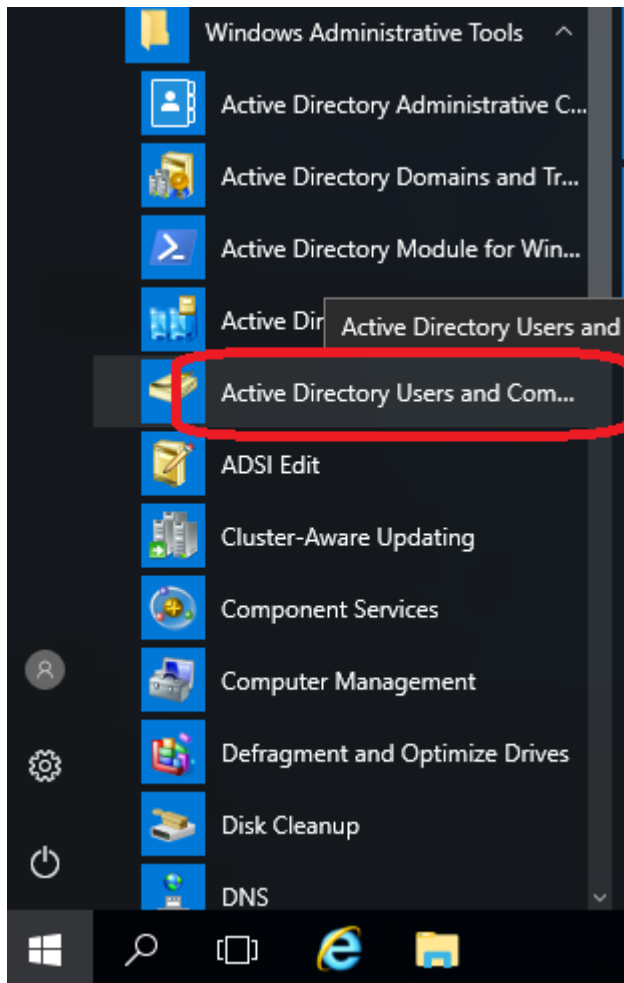 Windows Administrative Tools
Active Directory Administrative C...
Active Directory Domains and Tr...
Active Directory Module for Win...
Active Dir
Active Directory Users and
Active Directory Users and Com...
ADSI Edit
Cluster-Aware Updating
Component Services
Computer Management
Defragment and Optimize Drives
Disk Cleanup
DNS